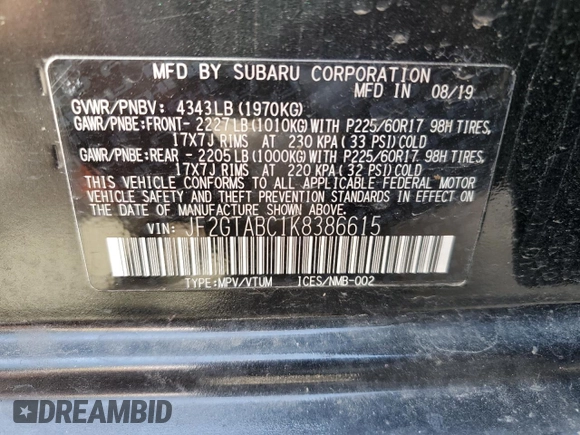 MFD BY SUBARU CORPORATION
MFD IN 08/19
GVWR/PNBV: 4343LB(1970KG)
GAWR/PNBE:FRONT- 2227LB(1010KG)WITH P225/60R17 98H TIRES,
17X7J RIMS AT 230 KPA(33 PSI)COLD
GAWR/PNBE:REAR - 2205LB(1000KG)WITH P225/60R17 98H TIRES,
17X7J RIMS AT 220 KPA(32 PSI)COLD
THIS VEHICLE CONFORMS TO ALL APPLICABLE FEDERAL MOTOR
VEHICLE SAFETY AND THEFT PREVENTION STANDARDS IN EFFECT ON
THE DATE OF MANUFACTURE SHOWN ABOVE.
VIN: JF2GTABC1K8386615
TYPE:MPV/VTUM ICES/NMB-002
DREAMBID